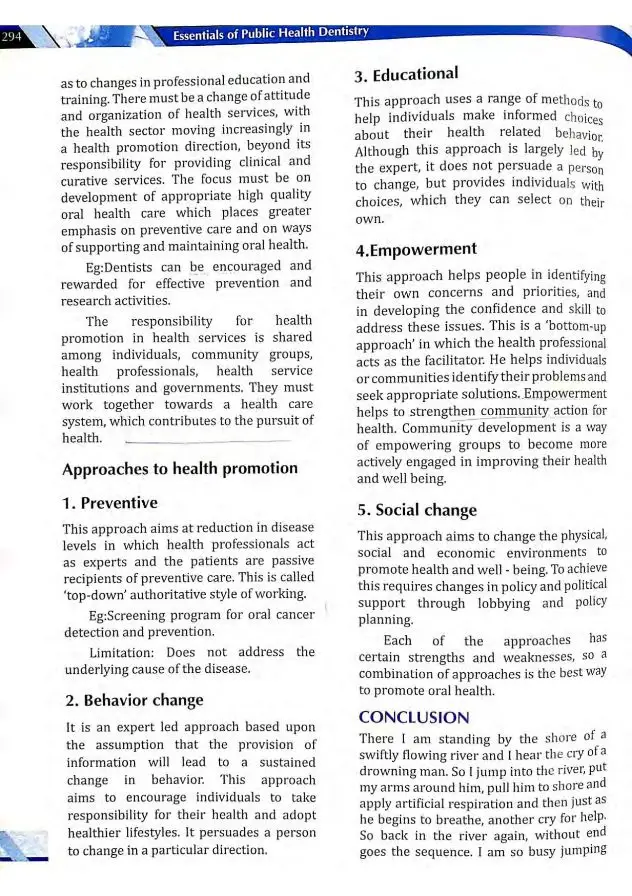 294
Essentials of Public Health Dentistry
as to changes in professional education and
training. There must be a change of attitude
and organization of health services, with
the health sector moving increasingly in
a health promotion direction, beyond its
responsibility for providing clinical and
curative services. The focus must be on
development of appropriate high quality
oral health care which places greater
emphasis on preventive care and on ways
of supporting and maintaining oral health.
Eg:Dentists can be encouraged and
rewarded for effective prevention and
research activities.
The responsibility for health
promotion in health services is shared
among individuals, community groups,
health professionals, health service
institutions and governments. They must
work together towards a health care
system, which contributes to the pursuit of
health.
Approaches to health promotion
1. Preventive
This approach aims at reduction in disease
levels in which health professionals act
as experts and the patients are passive
recipients of preventive care. This is called
'top-down' authoritative style of working.
Eg:Screening program for oral cancer
detection and prevention.
Limitation: Does not address the
underlying cause of the disease.
2. Behavior change
It is an expert led approach based upon
the assumption that the provision of
information will lead to a sustained
change in behavior. This approach
aims to encourage individuals to take
responsibility for their health and adopt
healthier lifestyles. It persuades a person
to change in a particular direction.
3. Educational
This approach uses a range of methods to
help individuals make informed choices
about their health related behavior.
Although this approach is largely led by
the expert, it does not persuade a person
to change, but provides individuals with
choices, which they can select on their
own.
4.Empowerment
This approach helps people in identifying
their own concerns and priorities, and
in developing the confidence and skill to
address these issues. This is a 'bottom-up
approach' in which the health professional
acts as the facilitator. He helps individuals
or communities identify their problems and
seek appropriate solutions. Empowerment
helps to strengthen community action for
health. Community development is a way
of empowering groups to become more
actively engaged in improving their health
and well being.
5. Social change
This approach aims to change the physical,
social and economic environments to
promote health and well - being. To achieve
this requires changes in policy and political
support through lobbying and policy
planning.
Each of the approaches has
certain strengths and weaknesses, so a
combination of approaches is the best way
to promote oral health.
CONCLUSION
There I am standing by the shore of a
swiftly flowing river and I hear the cry of a
drowning man. So I jump into the river, put
my arms around him, pull him to shore and
apply artificial respiration and then just as
he begins to breathe, another cry for help.
So back in the river again, without end
goes the sequence. I am so busy jumping